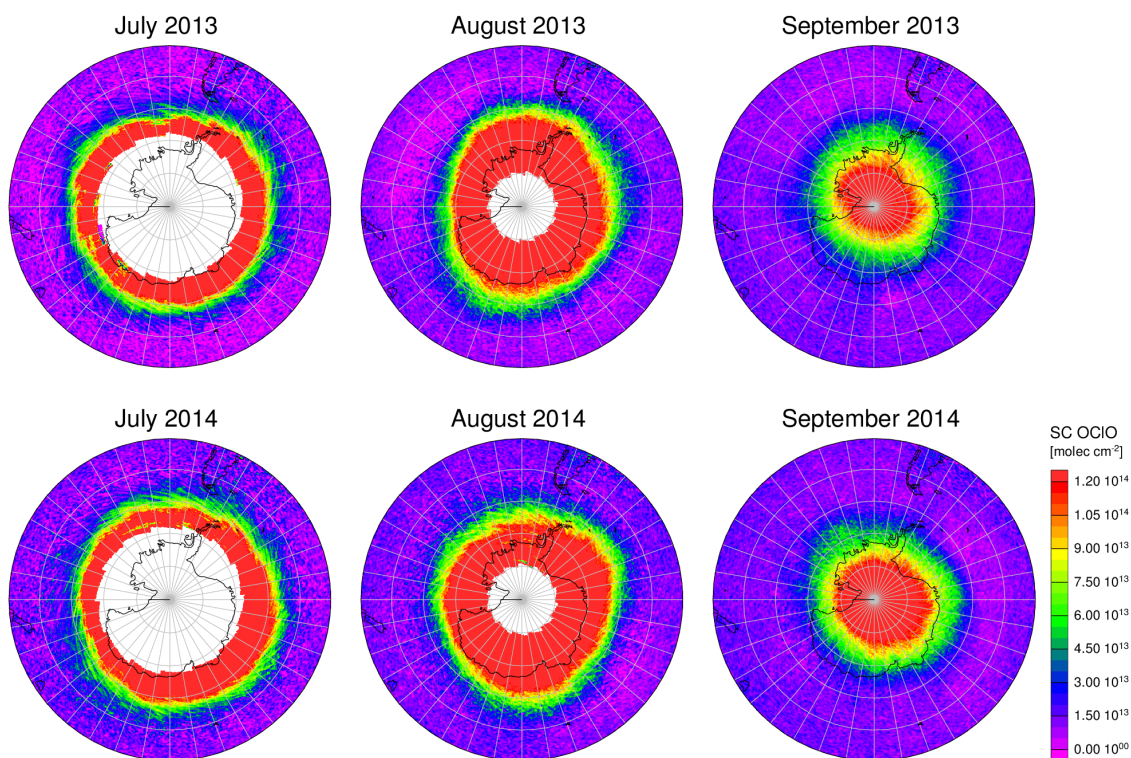 July 2013
August 2013
September 2013
July 2014
August 2014
September 2014
SC OClO
[molec cm⁻²]
1.20 10¹⁴
1.05 10¹⁴
9.00 10¹³
7.50 10¹³
6.00 10¹³
4.50 10¹³
3.00 10¹³
1.50 10¹³
0.00 10⁰⁰